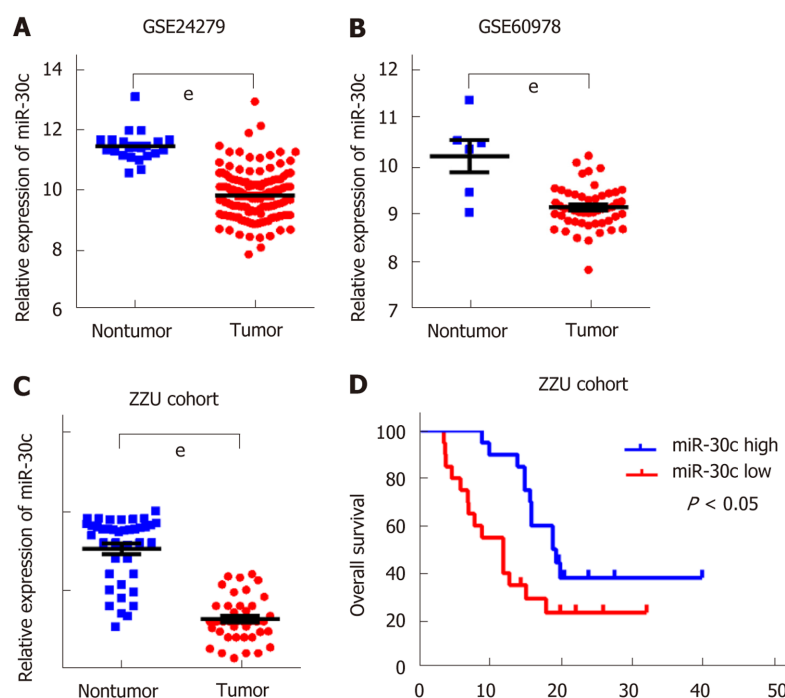 A
GSE24279
Relative expression of miR-30c
14
12
10
8
6
e
Nontumor
Tumor
B
GSE60978
Relative expression of miR-30c
12
11
10
9
8
7
e
Nontumor
Tumor
C
ZZU cohort
Relative expression of miR-30c
e
Nontumor
Tumor
D
ZZU cohort
Overall survival
100
80
60
40
20
0
miR-30c high
miR-30c low
P < 0.05
0
10
20
30
40
50